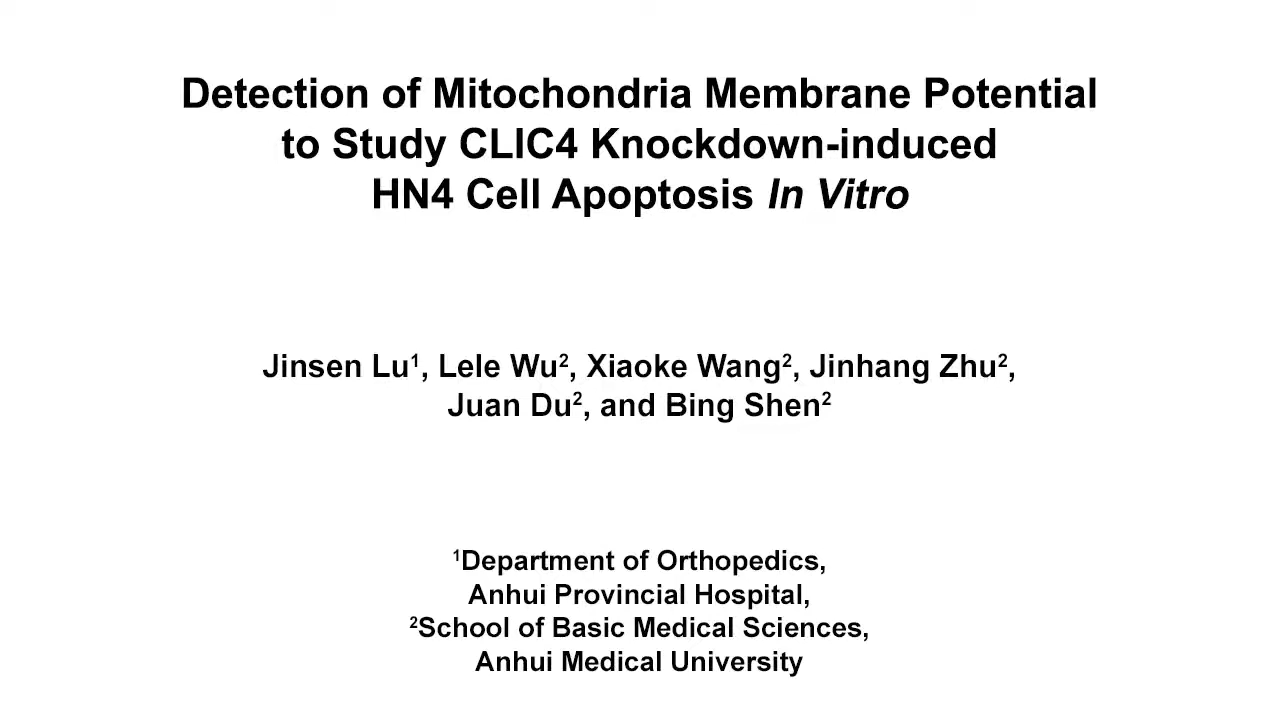 Detection of Mitochondria Membrane Potential
to Study CLIC4 Knockdown-induced
HN4 Cell Apoptosis In Vitro
Jinsen Lu¹, Lele Wu², Xiaoke Wang², Jinhang Zhu²,
Juan Du², and Bing Shen²
¹Department of Orthopedics,
Anhui Provincial Hospital,
²School of Basic Medical Sciences,
Anhui Medical University